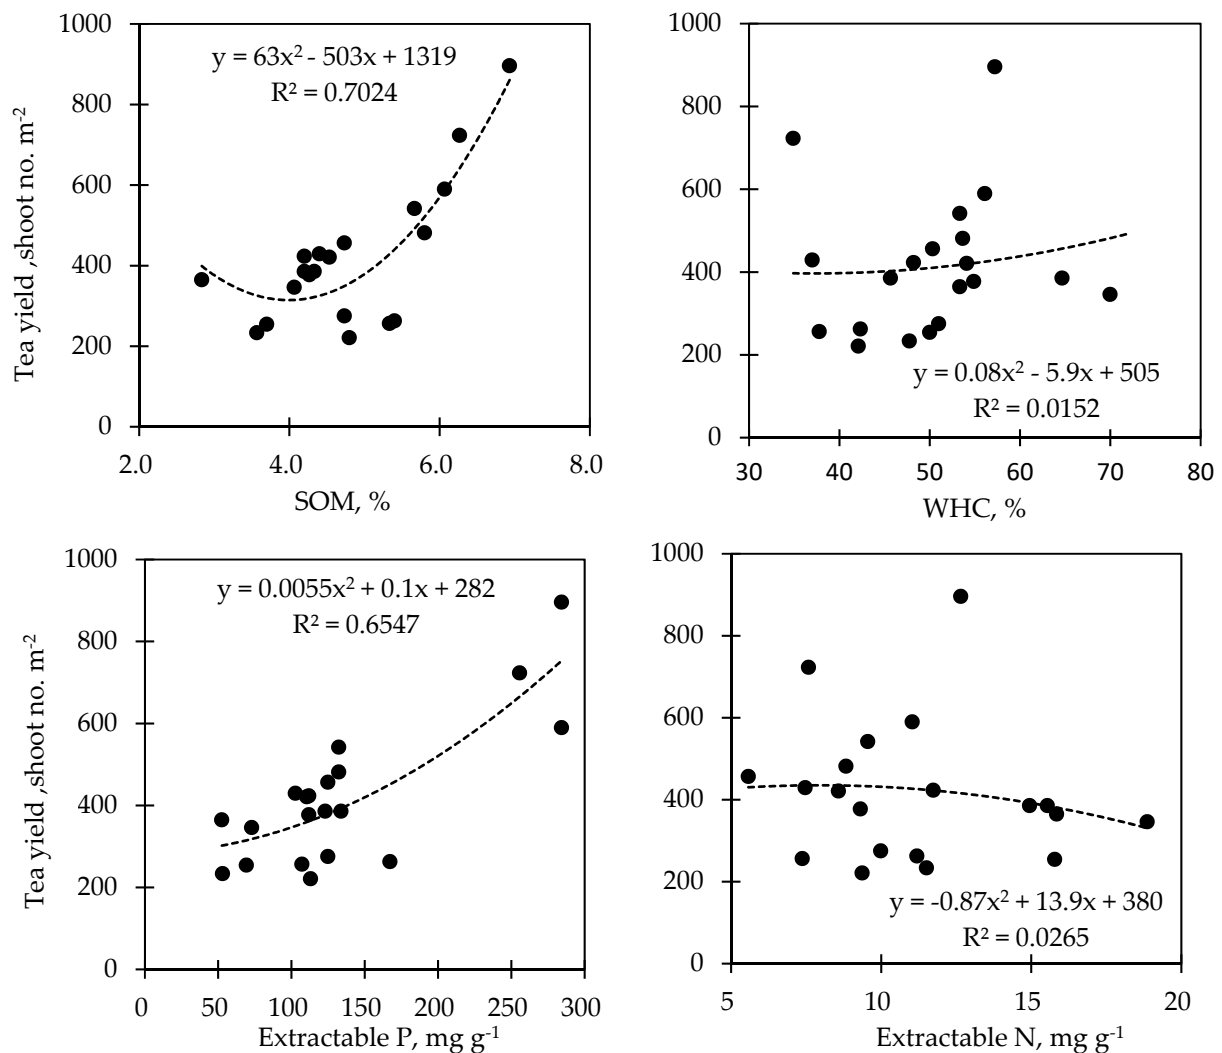 1000
800
600
400
200
0
Tea yield ,shoot no. m⁻²
y = 63x² - 503x + 1319
R² = 0.7024
2.0 4.0 6.0 8.0
SOM, %
1000
800
600
400
200
0
y = 0.08x² - 5.9x + 505
R² = 0.0152
30 40 50 60 70 80
WHC, %
1000
800
600
400
200
0
Tea yield ,shoot no. m⁻²
y = 0.0055x² + 0.1x + 282
R² = 0.6547
0 50 100 150 200 250 300
Extractable P, mg g⁻¹
1000
800
600
400
200
0
y = -0.87x² + 13.9x + 380
R² = 0.0265
5 10 15 20
Extractable N, mg g⁻¹